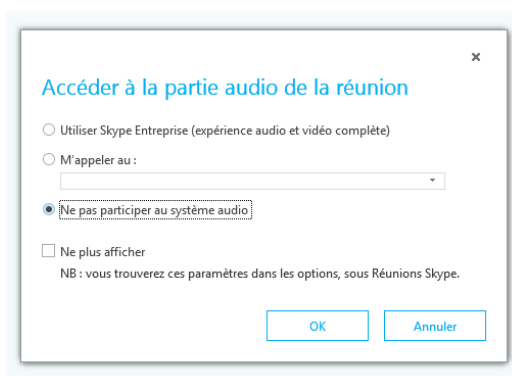 Accéder à la partie audio de la réunion
Utiliser Skype Entreprise (expérience audio et vidéo complète)
M'appeler au :
Ne pas participer au système audio
Ne plus afficher
NB : vous trouverez ces paramètres dans les options, sous Réunions Skype.
OK
Annuler